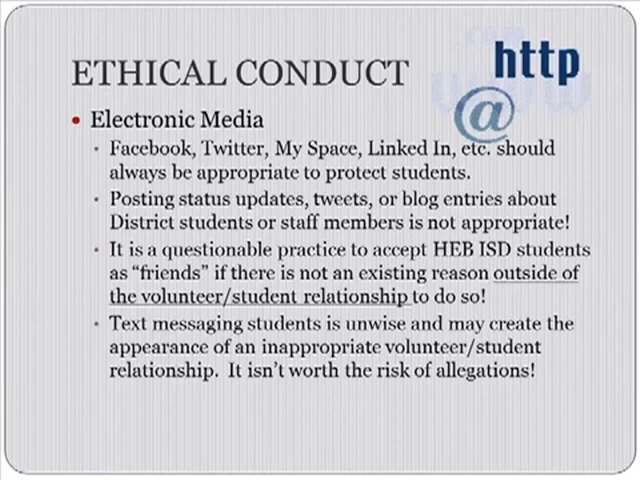 http
ETHICAL CONDUCT
@
• Electronic Media
• Facebook, Twitter, My Space, Linked In, etc. should
always be appropriate to protect students.
• Posting status updates, tweets, or blog entries about
District students or staff members is not appropriate!
• It is a questionable practice to accept HEB ISD students
as “friends” if there is not an existing reason outside of
the volunteer/student relationship to do so!
• Text messaging students is unwise and may create the
appearance of an inappropriate volunteer/student
relationship.  It isn’t worth the risk of allegations!